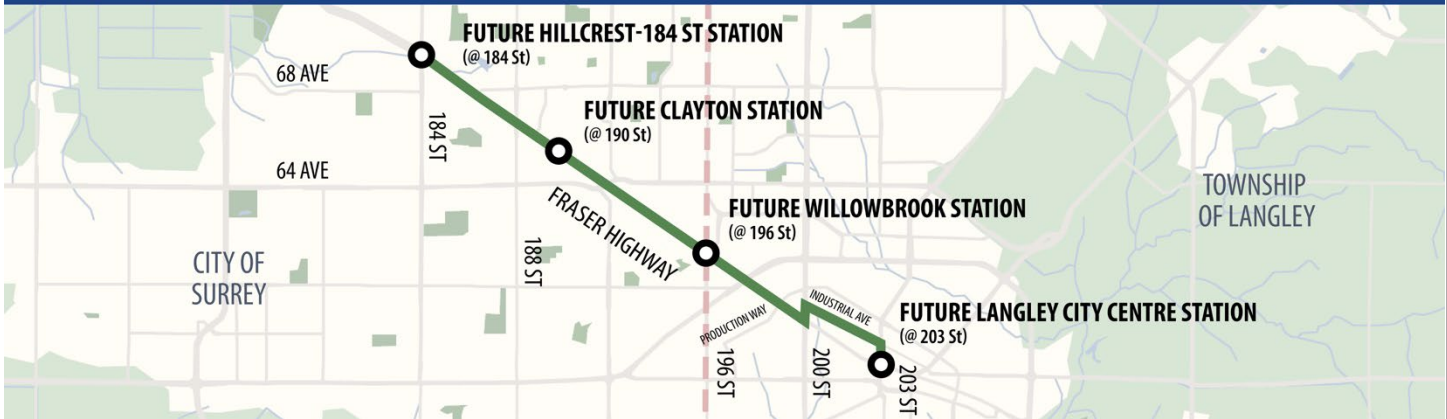 FUTURE HILLCREST-184 ST STATION
(@ 184 St)
68 AVE
184 ST
FUTURE CLAYTON STATION
(@ 190 St)
64 AVE
FRASER HIGHWAY
188 ST
CITY OF
SURREY
FUTURE WILLOWBROOK STATION
(@ 196 St)
TOWNSHIP
OF LANGLEY
PRODUCTION WAY
196 ST
INDUSTRIAL AVE
200 ST
FUTURE LANGLEY CITY CENTRE STATION
(@ 203 St)
203 ST